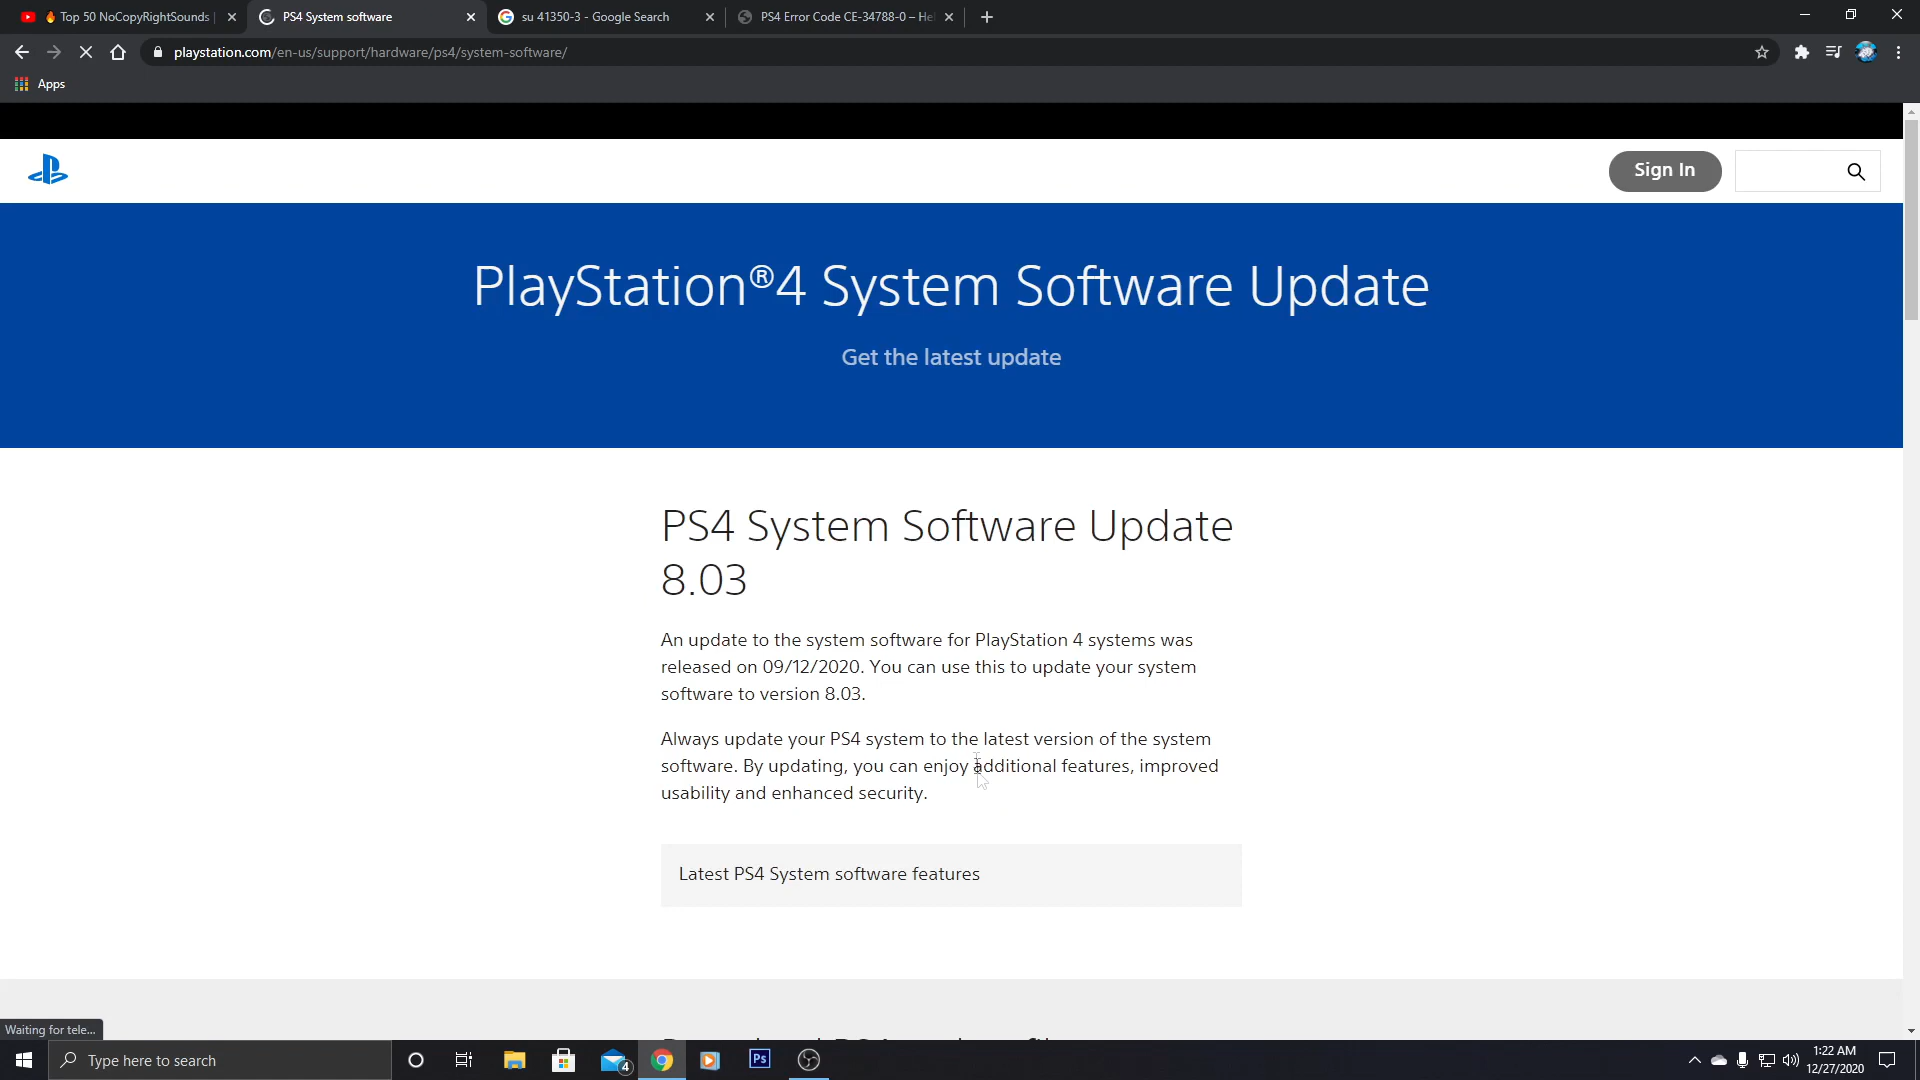 Top 50 NoCopyRightSounds |
PS4 System software
su 41350-3 - Google Search
PS4 Error Code CE-34788-0 – He
playstation.com/en-us/support/hardware/ps4/system-software/
Apps
Sign In
PlayStation®4 System Software Update
Get the latest update
PS4 System Software Update
8.03
An update to the system software for PlayStation 4 systems was
released on 09/12/2020. You can use this to update your system
software to version 8.03.
Always update your PS4 system to the latest version of the system
software. By updating, you can enjoy additional features, improved
usability and enhanced security.
Latest PS4 System software features
Waiting for tele...
Type here to search
4
Ps
1:22 AM
12/27/2020